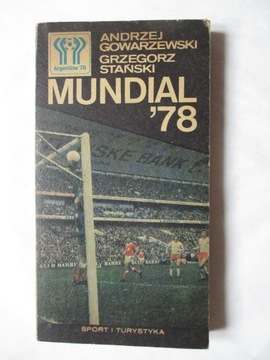 Argentina '78
ANDRZEJ
GOWARZEWSKI
GRZEGORZ
STAŃSKI
MUNDIAL
'78
SKE BANK
SPORT I TURYSTYKA